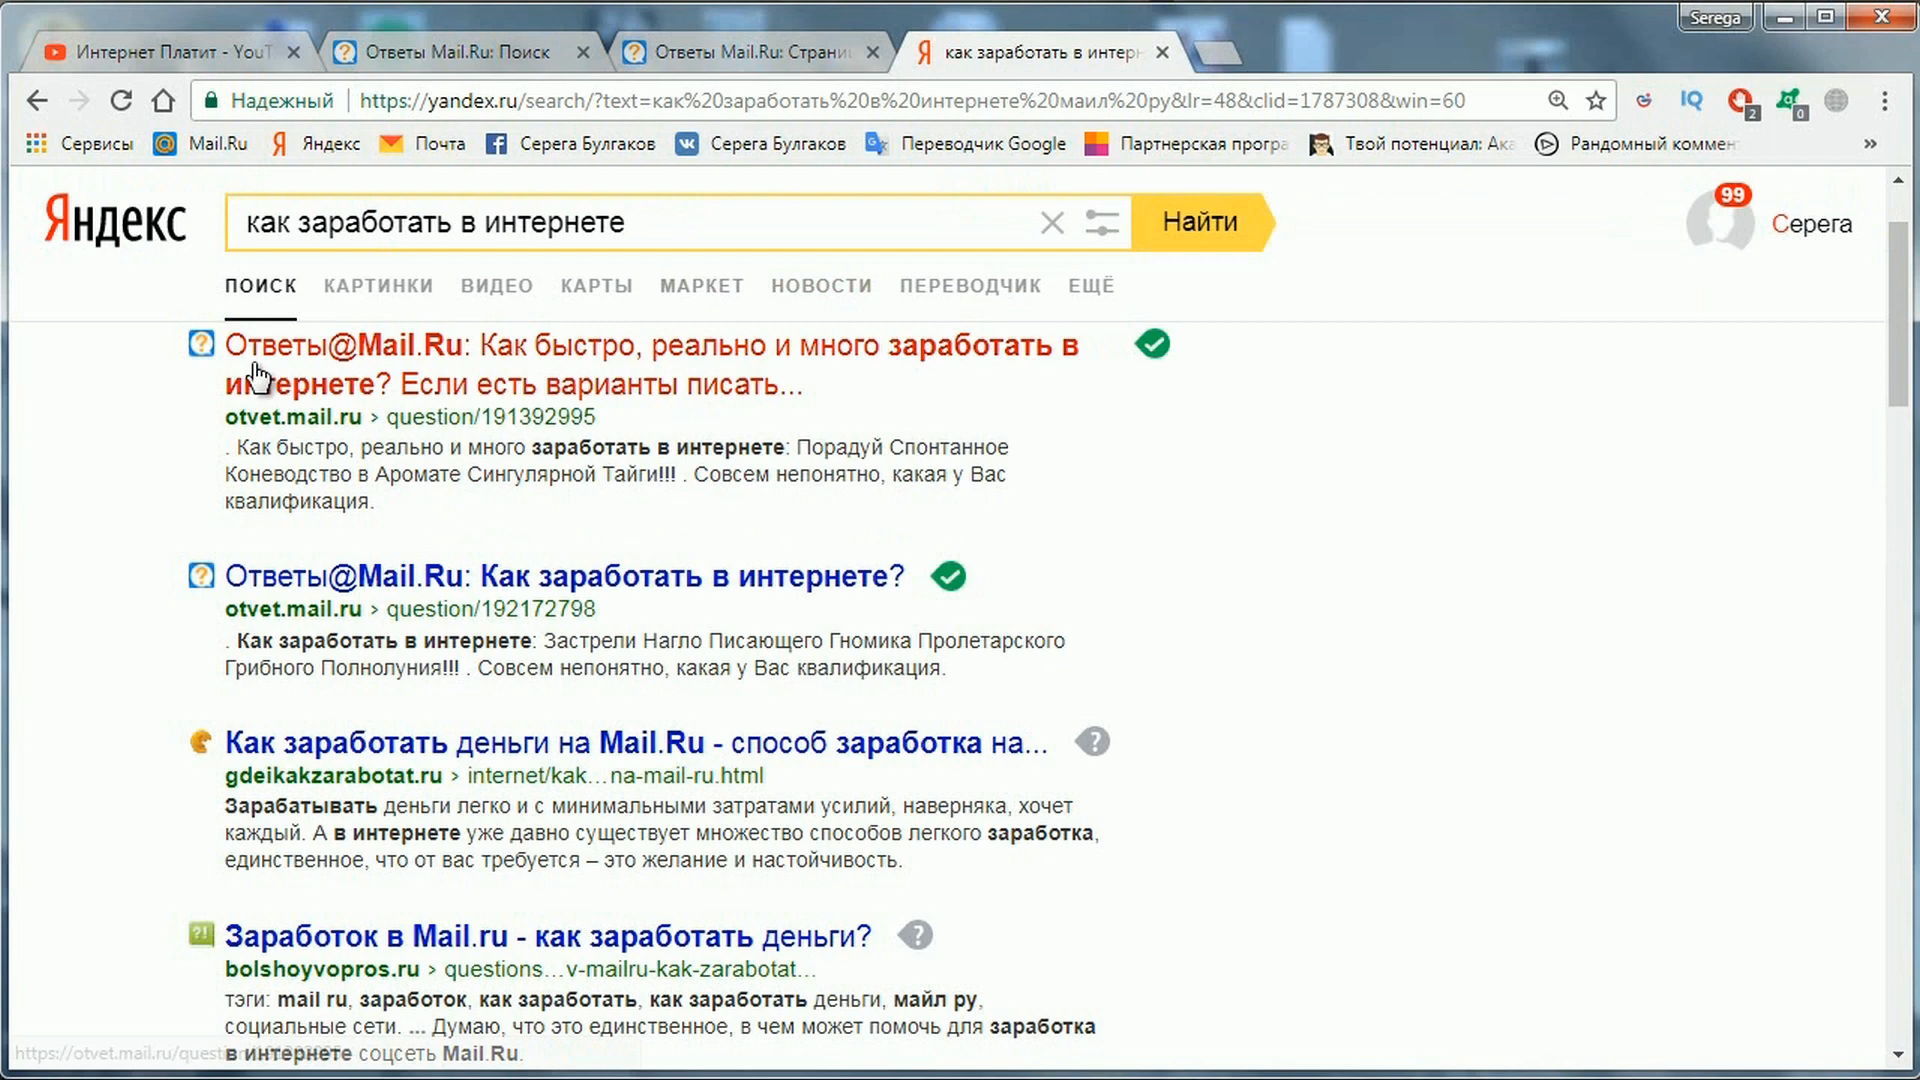 Serega
Интернет Платит - YouT
Ответы Mail.Ru: Поиск
Ответы Mail.Ru: Страни
как заработать в интерн
Надежный
https://yandex.ru/search/?text=как%20заработать%20в%20интернете%20маил%20ру&lr=48&clid=1787308&win=60
2
0
Сервисы
Mail.Ru
Яндекс
Почта
Серега Булгаков
Серега Булгаков
Переводчик Google
Партнерская програ
Твой потенциал: Ака
Рандомный коммен
»
Яндекс
как заработать в интернете
Найти
99
Серега
ПОИСК
КАРТИНКИ
ВИДЕО
КАРТЫ
МАРКЕТ
НОВОСТИ
ПЕРЕВОДЧИК
ЕЩЁ
Ответы@Mail.Ru: Как быстро, реально и много заработать в
интернете? Если есть варианты писать...
otvet.mail.ru › question/191392995
. Как быстро, реально и много заработать в интернете: Порадуй Спонтанное
Коневодство в Аромате Сингулярной Тайги!!! . Совсем непонятно, какая у Вас
квалификация.
Ответы@Mail.Ru: Как заработать в интернете?
otvet.mail.ru › question/192172798
. Как заработать в интернете: Застрели Нагло Писающего Гномика Пролетарского
Грибного Полнолуния!!! . Совсем непонятно, какая у Вас квалификация.
Как заработать деньги на Mail.Ru - способ заработка на...
gdeikakzarabotat.ru › internet/kak…na-mail-ru.html
Зарабатывать деньги легко и с минимальными затратами усилий, наверняка, хочет
каждый. А в интернете уже давно существует множество способов легкого заработка,
единственное, что от вас требуется – это желание и настойчивость.
Заработок в Mail.ru - как заработать деньги?
bolshoyvopros.ru › questions…v-mailru-kak-zarabotat…
тэги: mail ru, заработок, как заработать, как заработать деньги, майл ру,
социальные сети. ... Думаю, что это единственное, в чем может помочь для заработка
в интернете соцсеть Mail.Ru.
https://otvet.mail.ru/questi